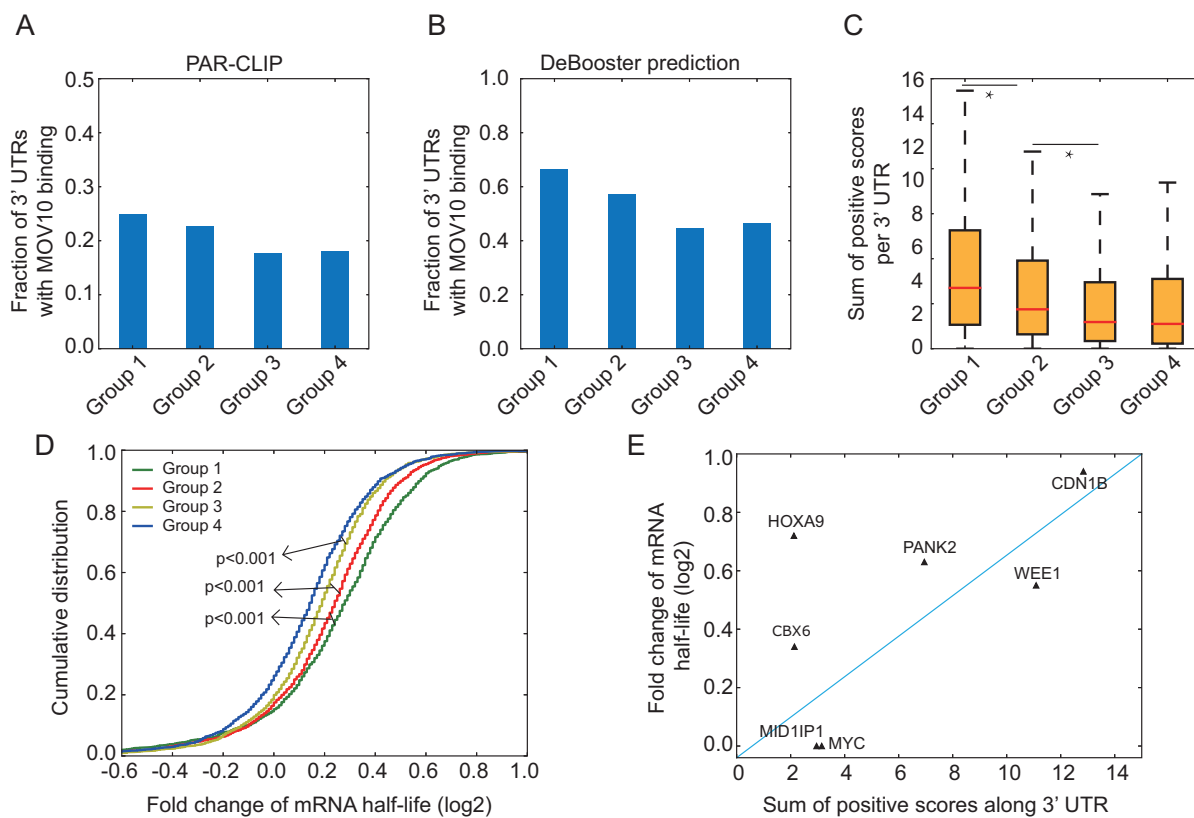 A
PAR-CLIP
Fraction of 3’ UTRs
with MOV10 binding
0.5
0.4
0.3
0.2
0.1
0.0
Group 1
Group 2
Group 3
Group 4
B
DeBooster prediction
Fraction of 3’ UTRs
with MOV10 binding
1.0
0.8
0.6
0.4
0.2
0.0
Group 1
Group 2
Group 3
Group 4
C
Sum of positive scores
per 3’ UTR
16
14
12
16
8
6
4
2
0
*
*
Group 1
Group 2
Group 3
Group 4
D
Cumulative distribution
1.0
0.8
0.6
0.4
0.2
0.0
Group 1
Group 2
Group 3
Group 4
p<0.001
p<0.001
p<0.001
-0.6
-0.4
-0.2
0.0
0.2
0.4
0.6
0.8
1.0
Fold change of mRNA half-life (log2)
E
Fold change of mRNA
half-life (log2)
1.0
0.8
0.6
0.4
0.2
0.0
CDN1B
HOXA9
PANK2
WEE1
CBX6
MID1IP1
MYC
0
2
4
6
8
10
12
14
Sum of positive scores along 3’ UTR